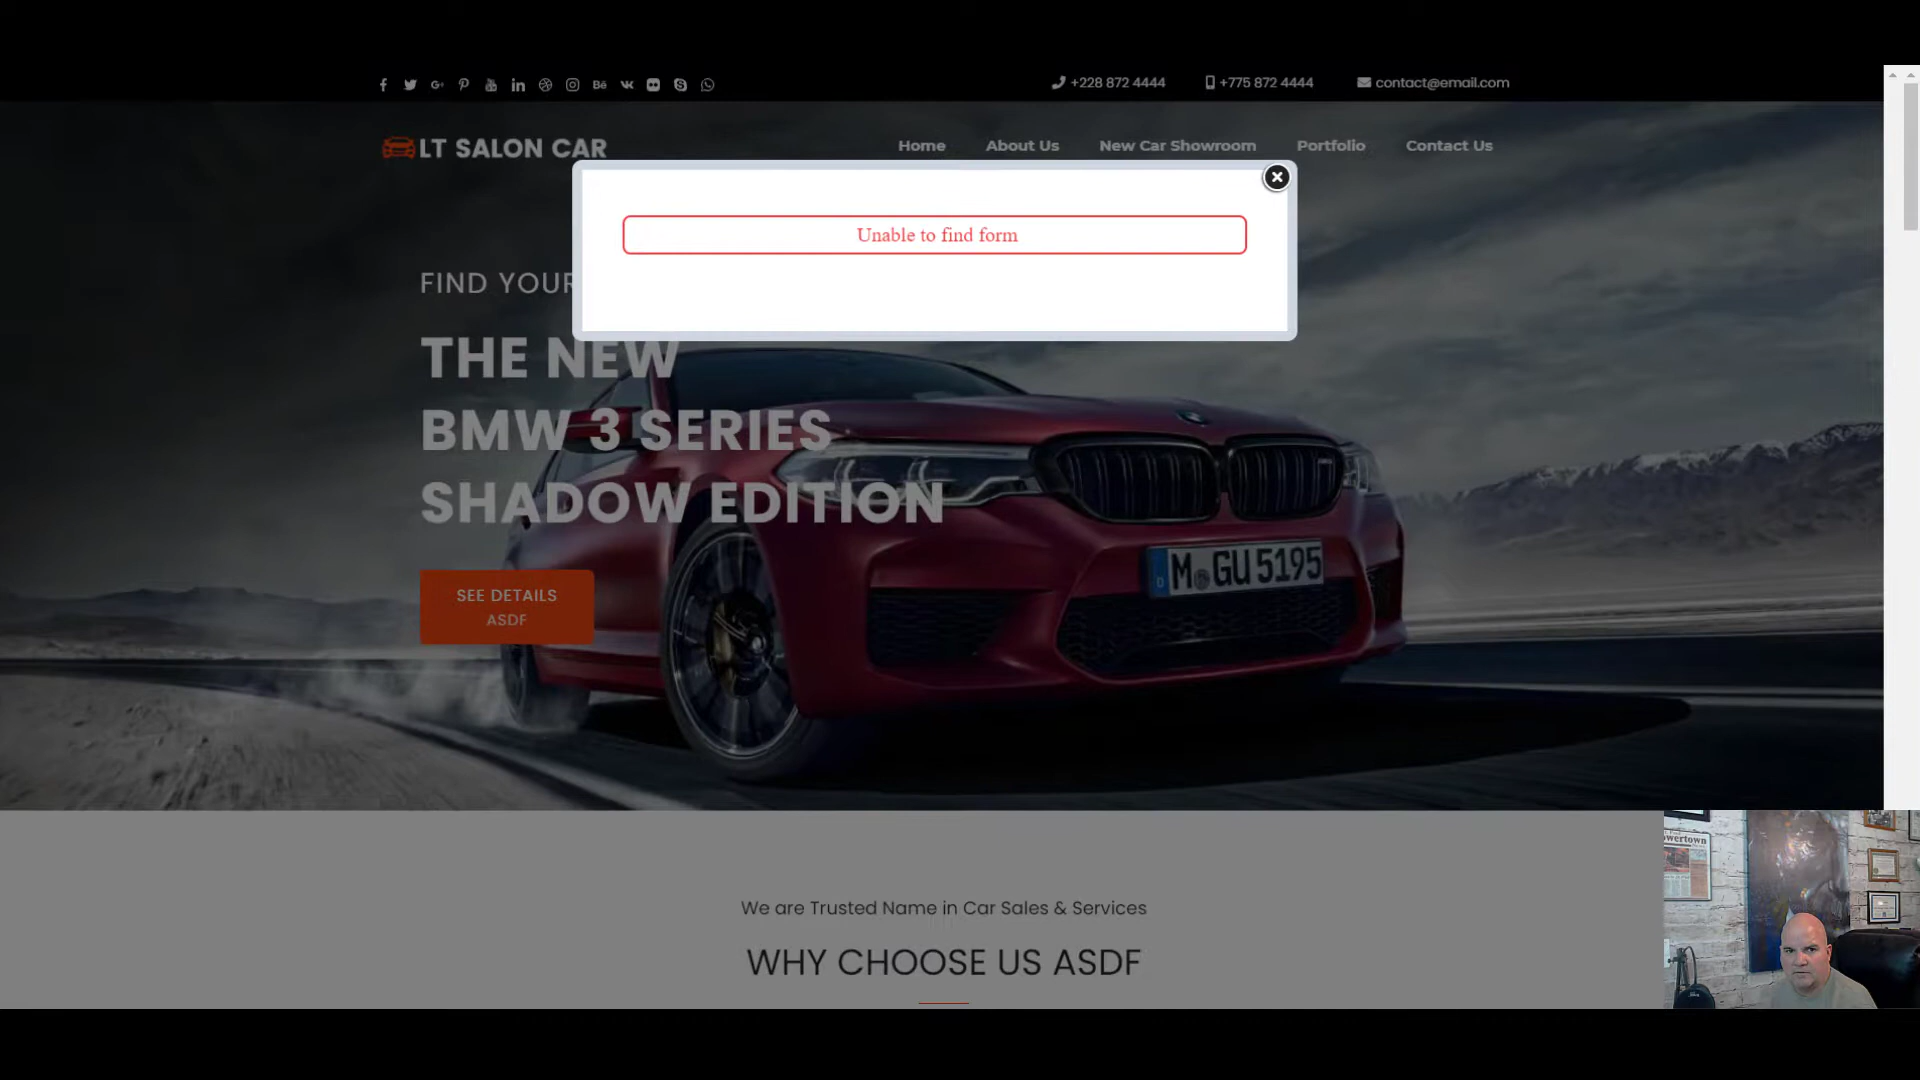 +228 872 4444
+775 872 4444
contact@email.com
LT SALON CAR
Home
About Us
New Car Showroom
Portfolio
Contact Us
Unable to find form
FIND YOUR
THE NEW
BMW 3 SERIES
SHADOW EDITION
M GU 5195
SEE DETAILS
ASDF
We are Trusted Name in Car Sales & Services
WHY CHOOSE US ASDF